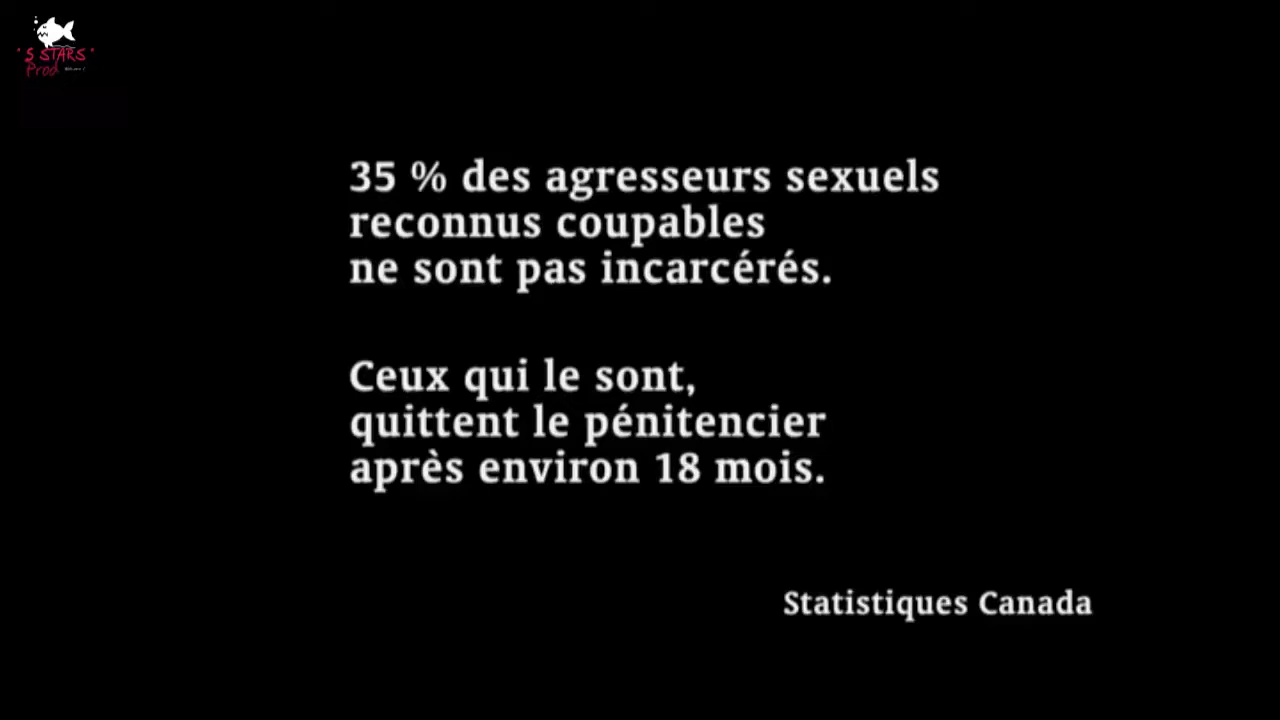 5 STARS
Prod
35 % des agresseurs sexuels
reconnus coupables
ne sont pas incarcérés.
Ceux qui le sont,
quittent le pénitencier
après environ 18 mois.
Statistiques Canada